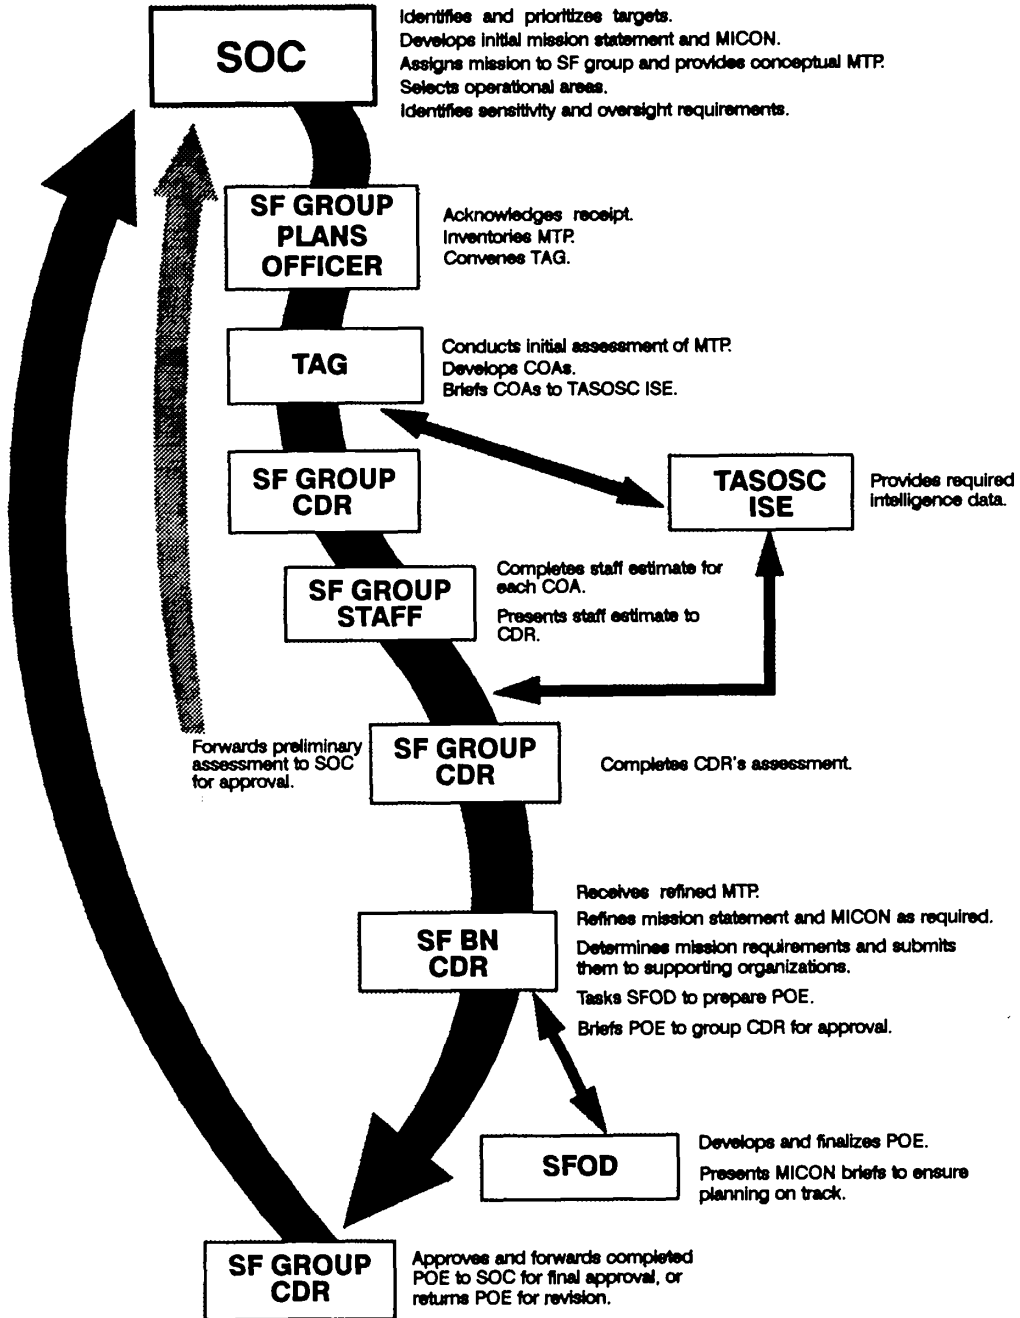 SOC
Identifies and prioritizes targets.
Develops initial mission statement and MICON.
Assigns mission to SF group and provides conceptual MTP.
Selects operational areas.
Identifies sensitivity and oversight requirements.
SF GROUP
PLANS
OFFICER
Acknowledges receipt.
Inventories MTP.
Convenes TAG.
TAG
Conducts initial assessment of MTP.
Develops COAs.
Briefs COAs to TASOSC ISE.
SF GROUP
CDR
TASOSC
ISE
Provides required
intelligence data.
SF GROUP
STAFF
Completes staff estimate for
each COA.
Presents staff estimate to
CDR.
Forwards preliminary
assessment to SOC
for approval.
SF GROUP
CDR
Completes CDR's assessment.
SF BN
CDR
Receives refined MTP.
Refines mission statement and MICON as required.
Determines mission requirements and submits
them to supporting organizations.
Tasks SFOD to prepare POE.
Briefs POE to group CDR for approval.
SFOD
Develops and finalizes POE.
Presents MICON briefs to ensure
planning on track.
SF GROUP
CDR
Approves and forwards completed
POE to SOC for final approval, or
returns POE for revision.